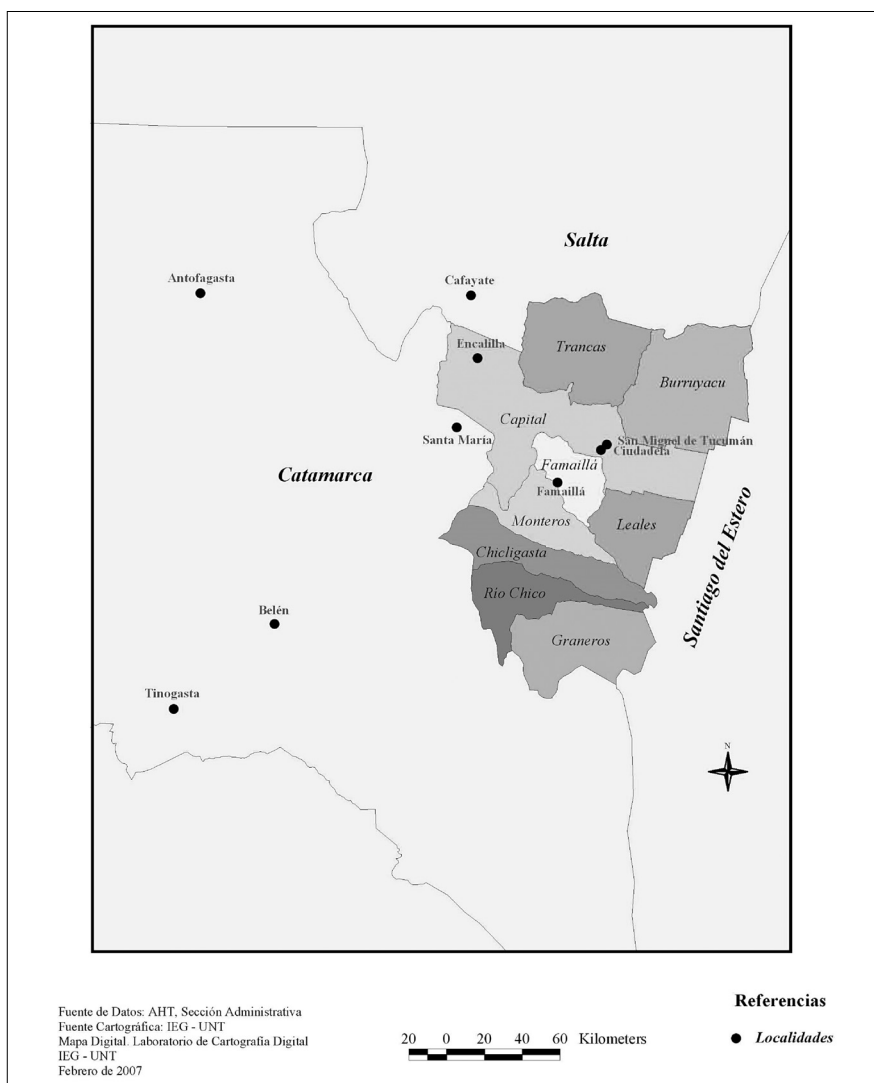 Salta
Antofagasta
Cafayate
Encalilla
Trancas
Burruyacu
Capital
Santa María
San Miguel de Tucumán
Ciudadela
Catamarca
Famaillá
Famaillá
Monteros
Leales
Chicligasta
Río Chico
Santiago del Estero
Belén
Graneros
Tinogasta
N
Fuente de Datos: AHT, Sección Administrativa
Fuente Cartográfica: IEG - UNT
Mapa Digital. Laboratorio de Cartografía Digital
IEG - UNT
Febrero de 2007
20 0 20 40 60 Kilometers
Referencias
Localidades